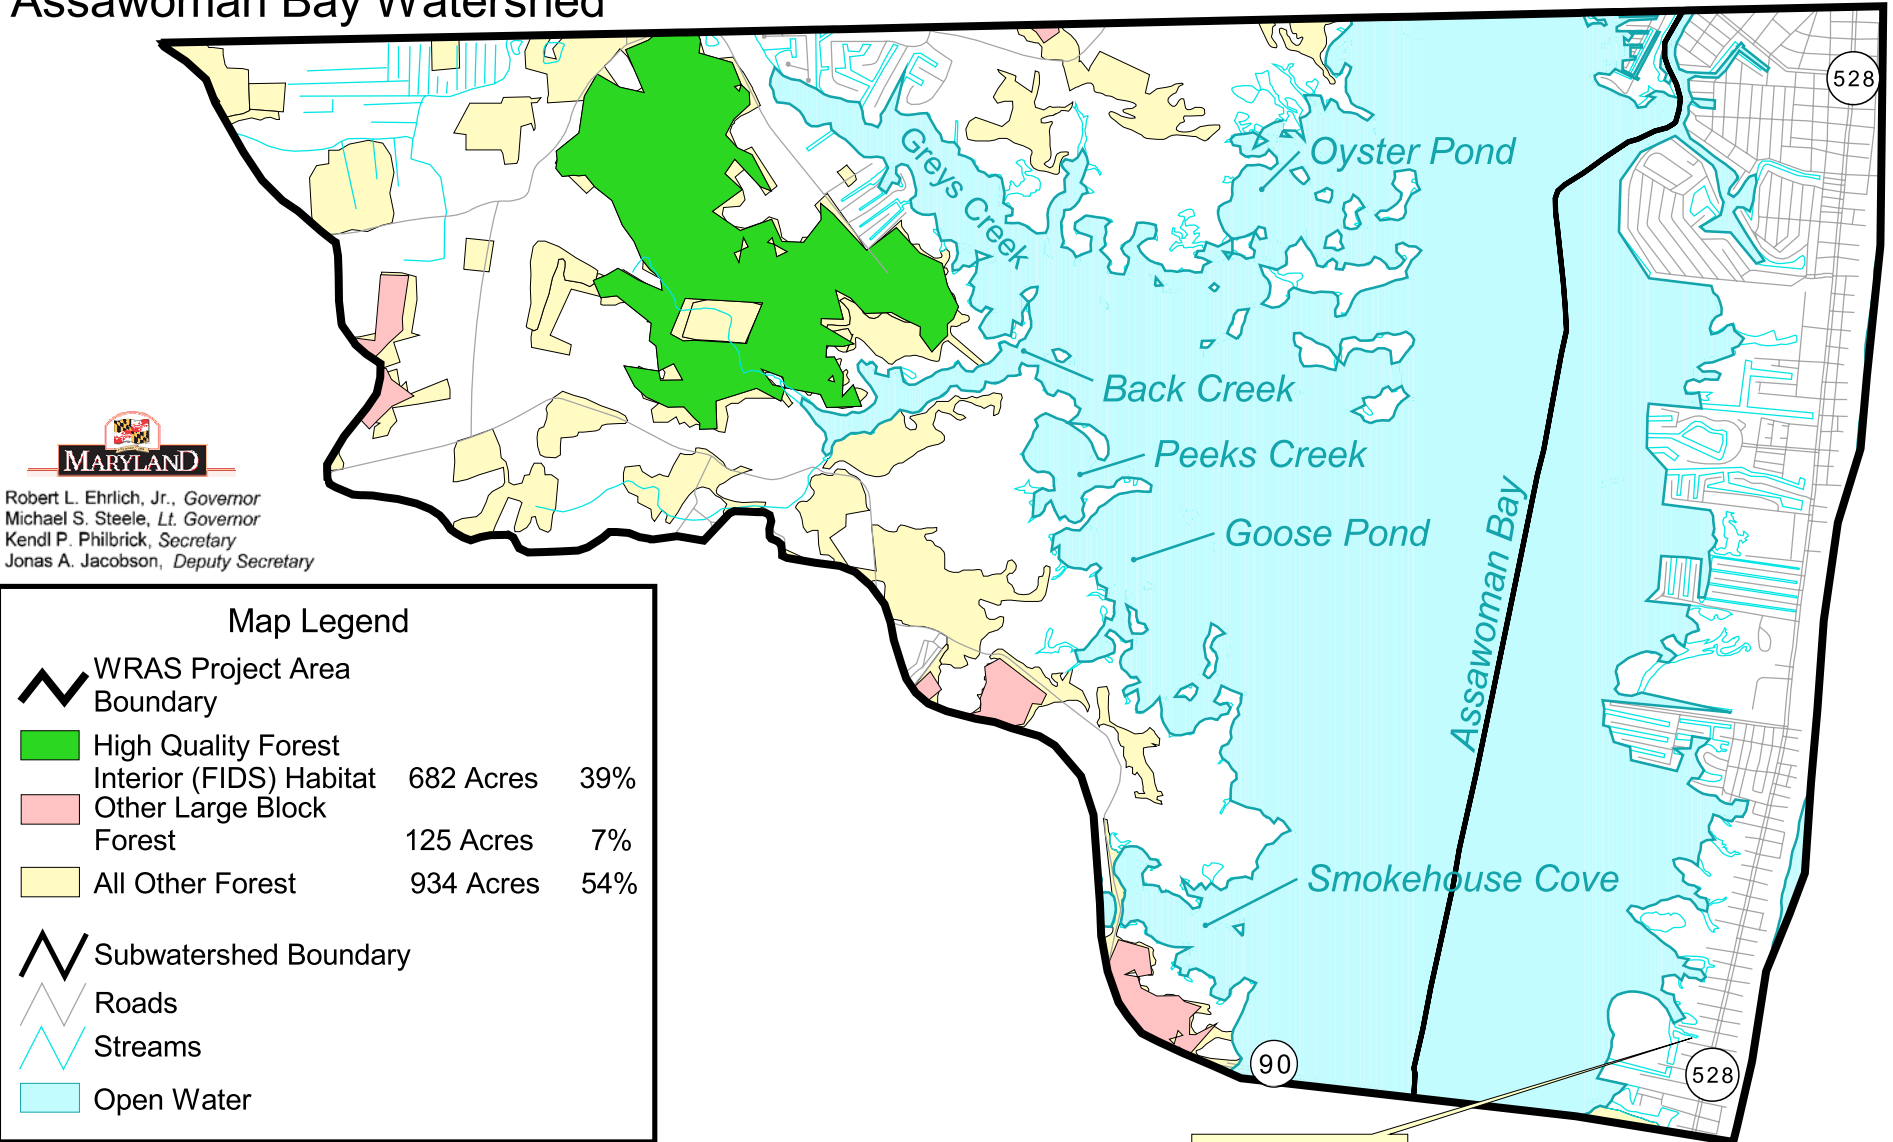 Assawoman Bay Watershed
528
Oyster Pond
Greys Creek
Back Creek
Peeks Creek
Goose Pond
Assawoman Bay
Smokehouse Cove
90
528
MARYLAND
Robert L. Ehrlich, Jr., Governor
Michael S. Steele, Lt. Governor
Kendl P. Philbrick, Secretary
Jonas A. Jacobson, Deputy Secretary
Map Legend
WRAS Project Area
Boundary
High Quality Forest
Interior (FIDS) Habitat 682 Acres 39%
Other Large Block
Forest 125 Acres 7%
All Other Forest 934 Acres 54%
Subwatershed Boundary
Roads
Streams
Open Water